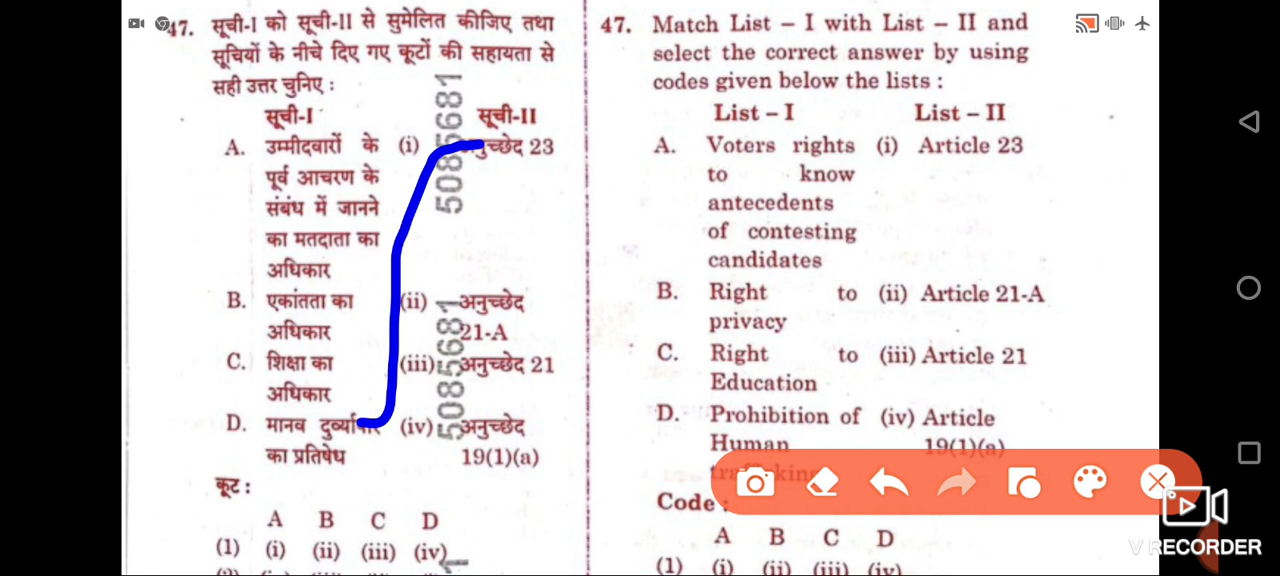 47. सूची-I को सूची-II से सुमेलित कीजिए तथा
सूचियों के नीचे दिए गए कूटों की सहायता से
सही उत्तर चुनिए :
सूची-I सूची-II
A. उम्मीदवारों के (i) अनुच्छेद 23
पूर्व आचरण के
संबंध में जानने
का मतदाता का
अधिकार
B. एकांतता का (ii) अनुच्छेद
अधिकार 21-A
C. शिक्षा का (iii) अनुच्छेद 21
अधिकार
D. मानव दुर्व्यापार (iv) अनुच्छेद
का प्रतिषेध 19(1)(a)
कूट :
A B C D
(1) (i) (ii) (iii) (iv)
5085681
5085681
47. Match List – I with List – II and
select the correct answer by using
codes given below the lists :
List – I List – II
A. Voters rights (i) Article 23
to know
antecedents
of contesting
candidates
B. Right to (ii) Article 21-A
privacy
C. Right to (iii) Article 21
Education
D. Prohibition of (iv) Article
Human 19(1)(a)
Code :
A B C D
(1) (i) (ii) (iii) (iv)
V RECORDER